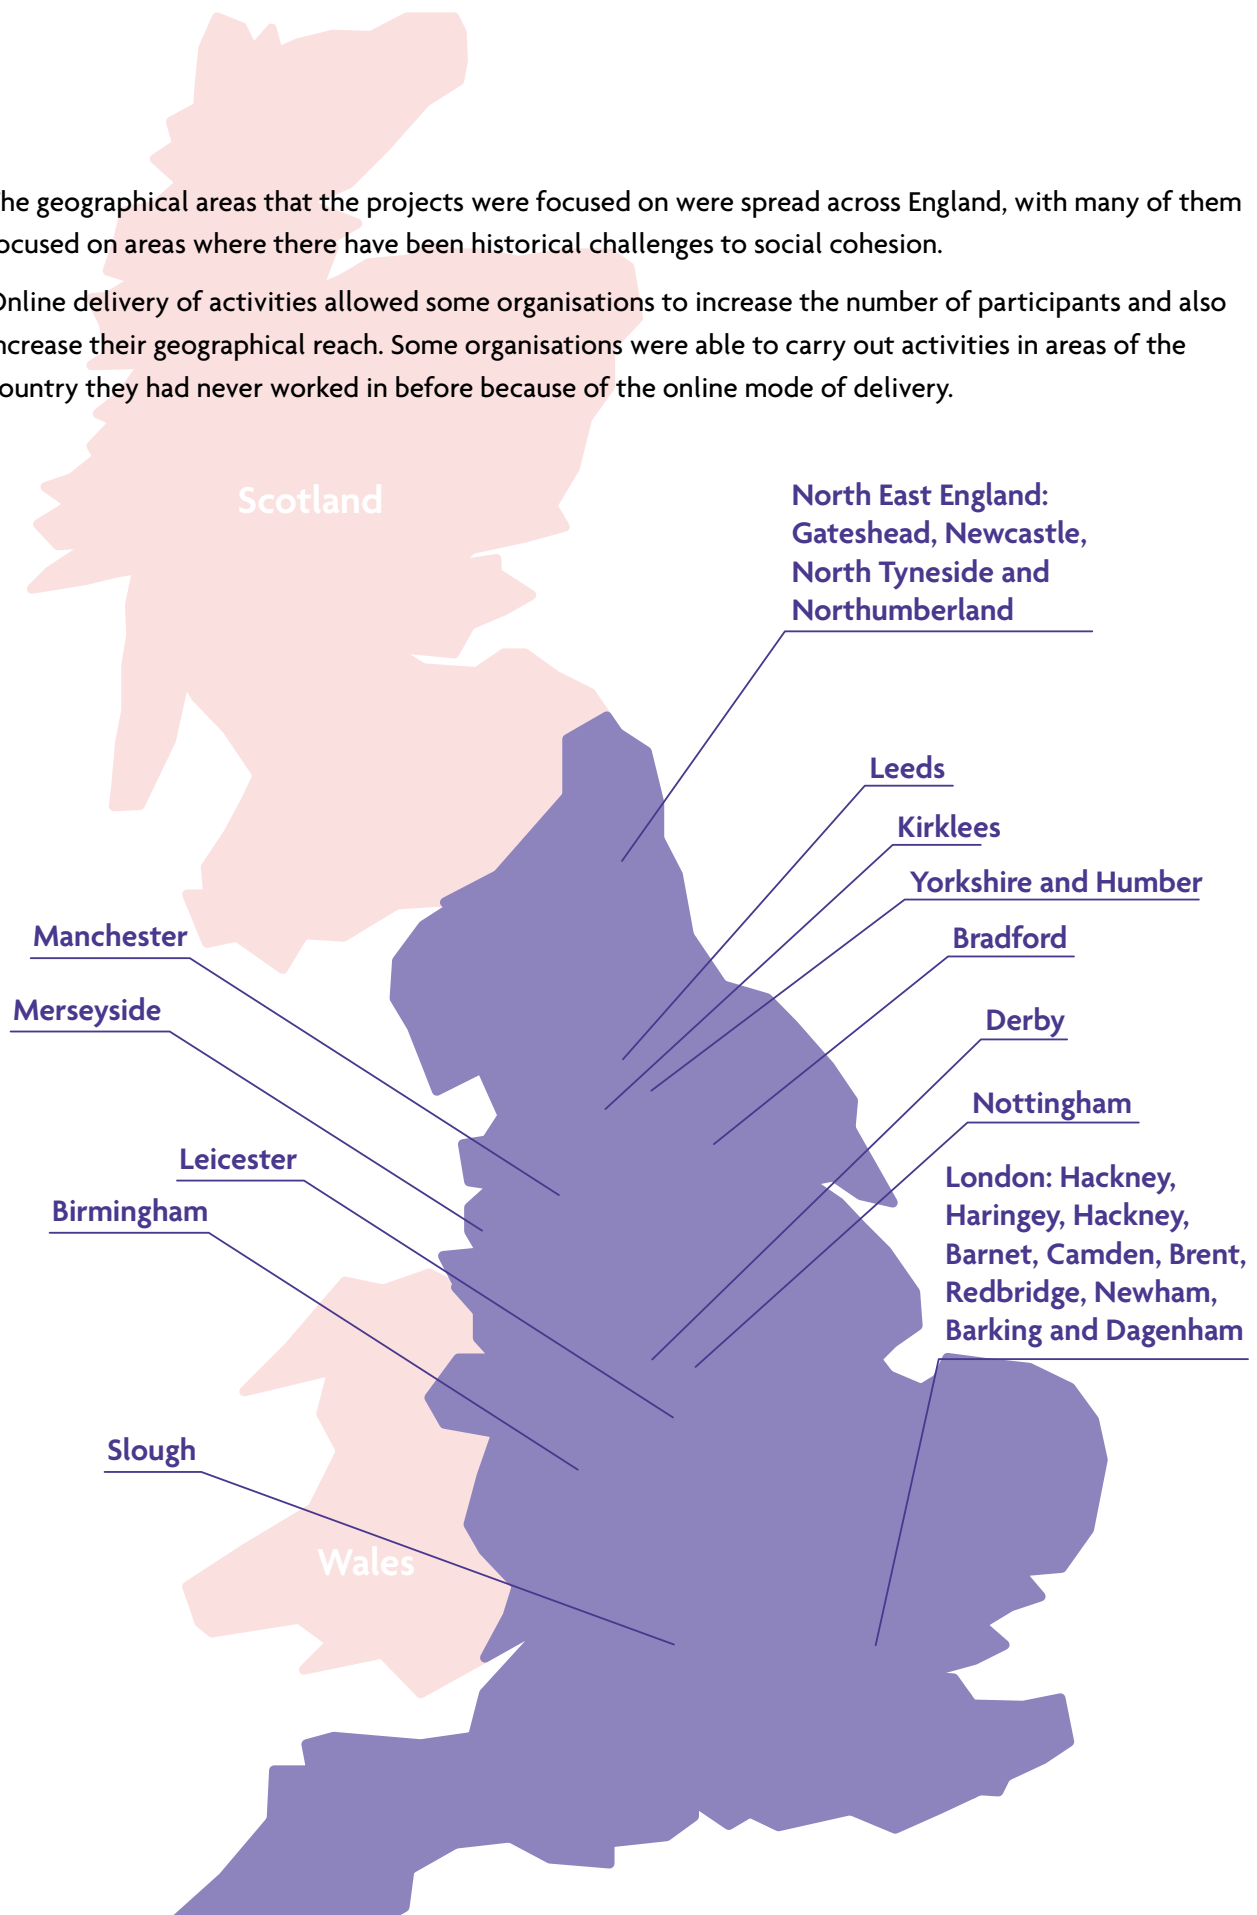 he geographical areas that the projects were focused on were spread across England, with many of them
ocused on areas where there have been historical challenges to social cohesion.
Online delivery of activities allowed some organisations to increase the number of participants and also
ncrease their geographical reach. Some organisations were able to carry out activities in areas of the
ountry they had never worked in before because of the online mode of delivery.
Scotland
North East England:
Gateshead, Newcastle,
North Tyneside and
Northumberland
Leeds
Kirklees
Yorkshire and Humber
Manchester
Bradford
Merseyside
Derby
Nottingham
Leicester
Birmingham
London: Hackney,
Haringey, Hackney,
Barnet, Camden, Brent,
Redbridge, Newham,
Barking and Dagenham
Slough
Wales